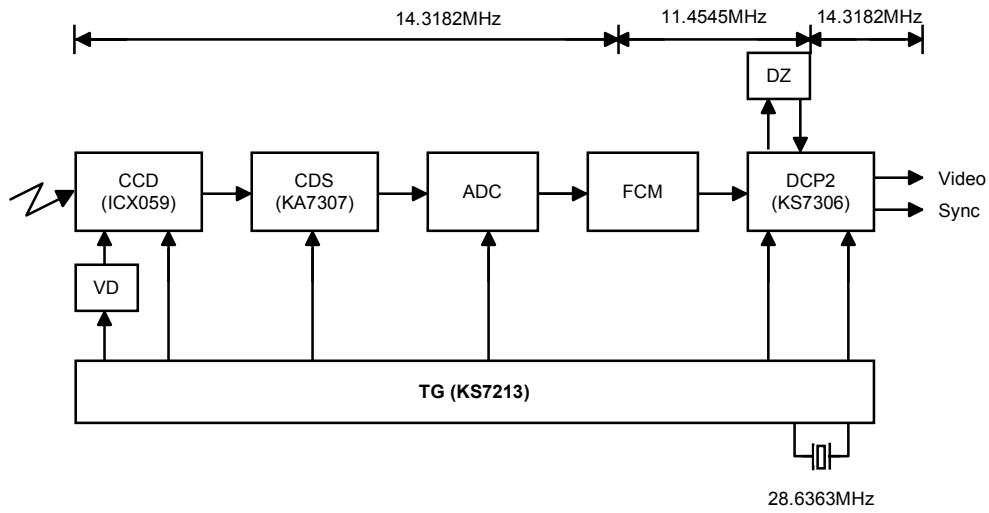 14.3182MHz
11.4545MHz
14.3182MHz
DZ
CCD
(ICX059)
CDS
(KA7307)
ADC
FCM
DCP2
(KS7306)
Video
Sync
VD
TG (KS7213)
28.6363MHz